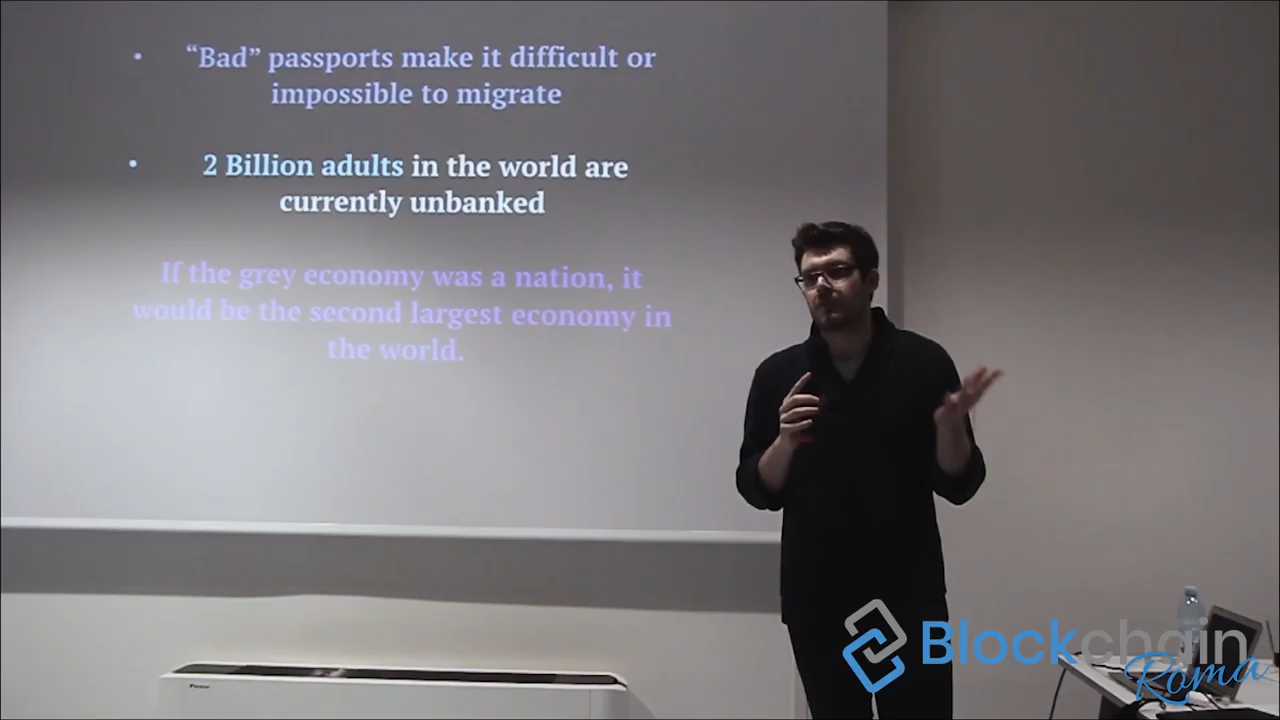 • “Bad” passports make it difficult or
impossible to migrate
• 2 Billion adults in the world are
currently unbanked
If the grey economy was a nation, it
would be the second largest economy in
the world.
Blockchain
Roma